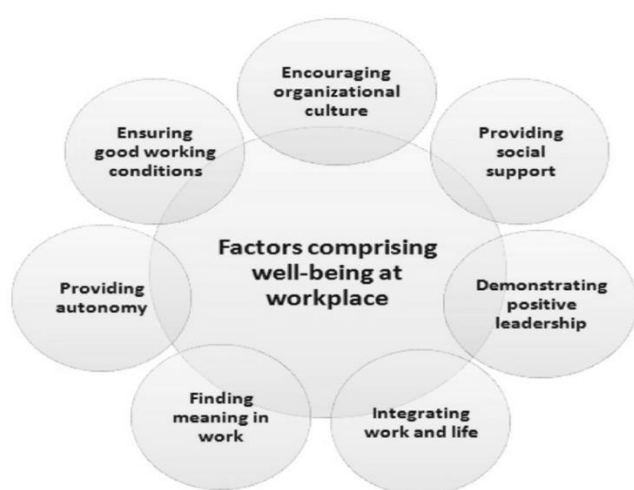 Encouraging
organizational
culture
Ensuring
good working
conditions
Providing
social
support
Factors comprising
well-being at
workplace
Providing
autonomy
Demonstrating
positive
leadership
Finding
meaning in
work
Integrating
work and life